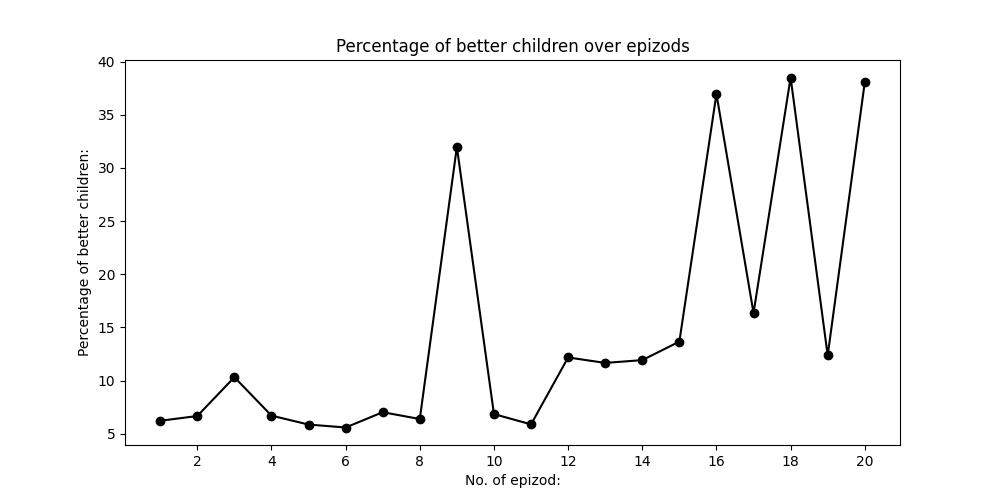 Percentage of better children over epizods
40
35
30
25
20
15
10
5
Percentage of better children:
2 4 6 8 10 12 14 16 18 20
No. of epizod: